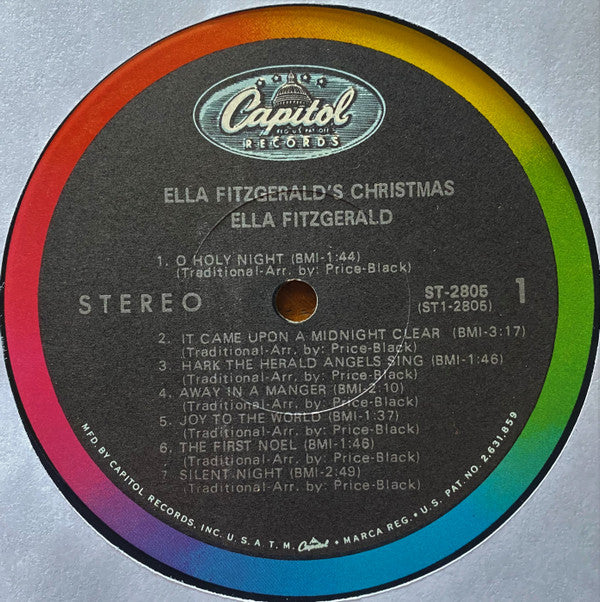 Capitol
REG. U.S. PAT. OFF.
RECORDS
ELLA FITZGERALD'S CHRISTMAS
ELLA FITZGERALD
1. O HOLY NIGHT (BMI-1:44)
(Traditional-Arr. by: Price-Black)
STEREO
ST-2805
(ST1-2805)
1
2. IT CAME UPON A MIDNIGHT CLEAR (BMI-3:17)
(Traditional-Arr. by: Price-Black)
3. HARK THE HERALD ANGELS SING (BMI-1:46)
(Traditional-Arr. by: Price-Black)
4. AWAY IN A MANGER (BMI-2:10)
(Traditional-Arr. by: Price-Black)
5. JOY TO THE WORLD (BMI-1:37)
(Traditional-Arr. by: Price-Black)
6. THE FIRST NOEL (BMI-1:46)
(Traditional-Arr. by: Price-Black)
7. SILENT NIGHT (BMI-2:49)
(Traditional-Arr. by: Price-Black)
MFD. BY CAPITOL RECORDS, INC. U.S.A. T.M. Capitol • MARCA REG. • U.S. PAT. NO. 2,631,859